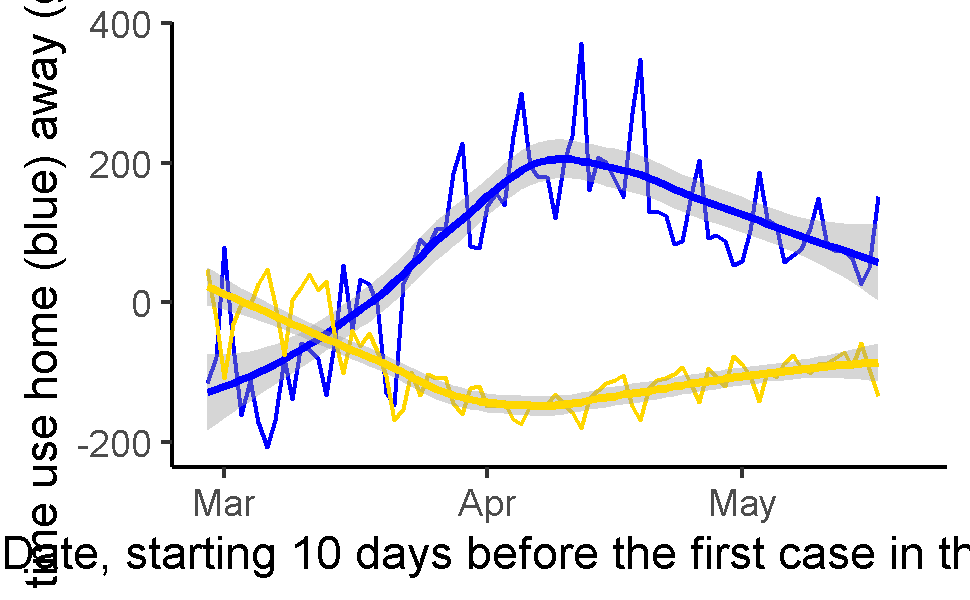 time use home (blue) away (
400
200
0
-200
Mar Apr May
Date, starting 10 days before the first case in th